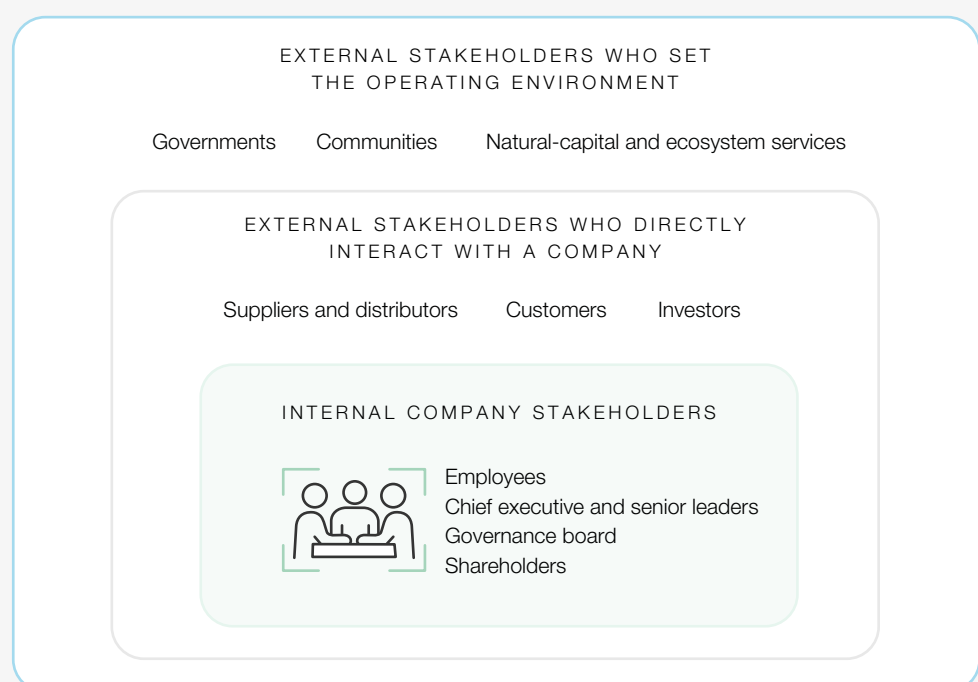 EXTERNAL STAKEHOLDERS WHO SET
THE OPERATING ENVIRONMENT
Governments Communities Natural-capital and ecosystem services
EXTERNAL STAKEHOLDERS WHO DIRECTLY
INTERACT WITH A COMPANY
Suppliers and distributors Customers Investors
INTERNAL COMPANY STAKEHOLDERS
Employees
Chief executive and senior leaders
Governance board
Shareholders